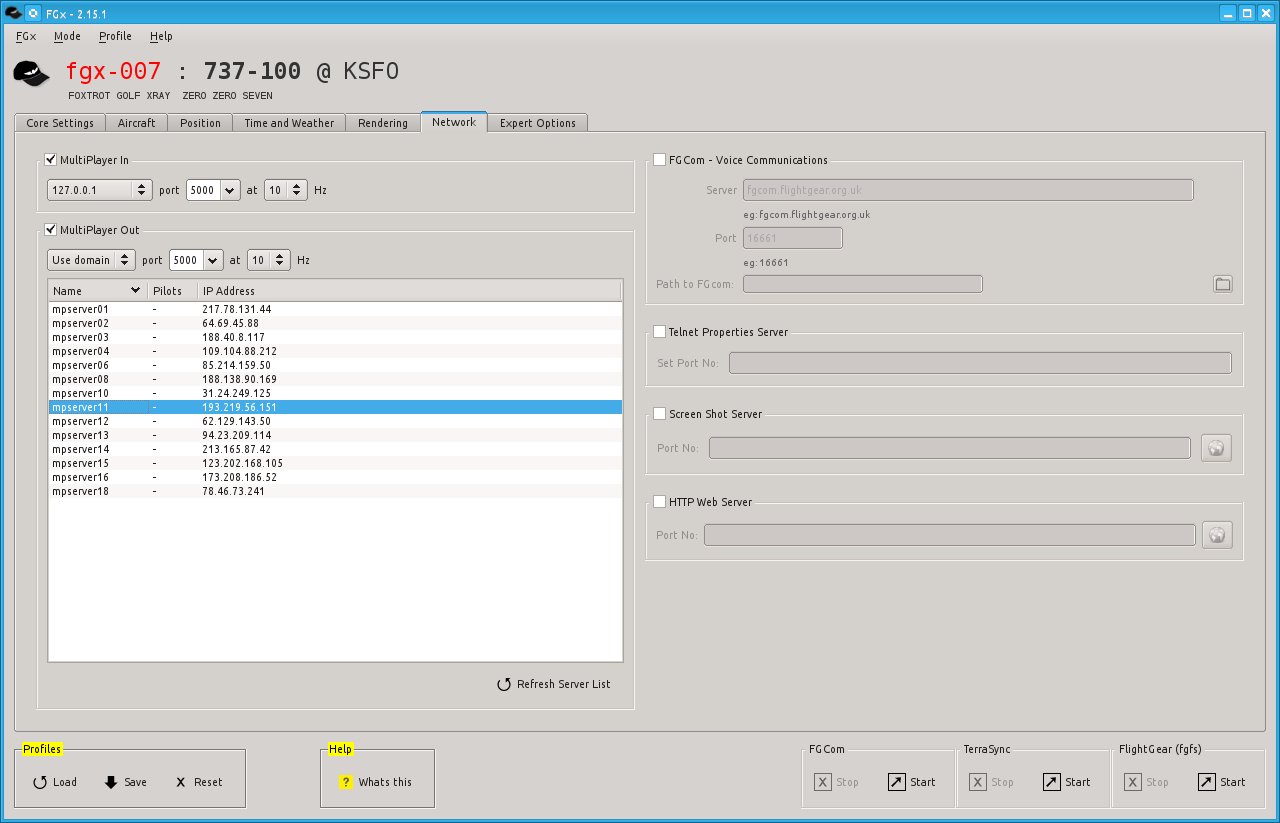 FGx - 2.15.1
FGx Mode Profile Help
fgx-007 : 737-100 @ KSFO
FOXTROT GOLF XRAY ZERO ZERO SEVEN
Core Settings Aircraft Position Time and Weather Rendering Network Expert Options
MultiPlayer In
127.0.0.1 port 5000 at 10 Hz
MultiPlayer Out
Use domain port 5000 at 10 Hz
Name Pilots IP Address
mpserver01 - 217.78.131.44
mpserver02 - 64.69.45.88
mpserver03 - 188.40.8.117
mpserver04 - 109.104.88.212
mpserver06 - 85.214.159.50
mpserver08 - 188.138.90.169
mpserver10 - 31.24.249.125
mpserver11 - 193.219.56.151
mpserver12 - 62.129.143.50
mpserver13 - 94.23.209.114
mpserver14 - 213.165.87.42
mpserver15 - 123.202.168.105
mpserver16 - 173.208.186.52
mpserver18 - 78.46.73.241
Refresh Server List
FGCom - Voice Communications
Server fgcom.flightgear.org.uk
eg: fgcom.flightgear.org.uk
Port 16661
eg: 16661
Path to FGcom:
Telnet Properties Server
Set Port No:
Screen Shot Server
Port No:
HTTP Web Server
Port No:
Profiles
Load Save X Reset
Help
? Whats this
FGCom
X Stop Start
TerraSync
X Stop Start
FlightGear (fgfs)
X Stop Start